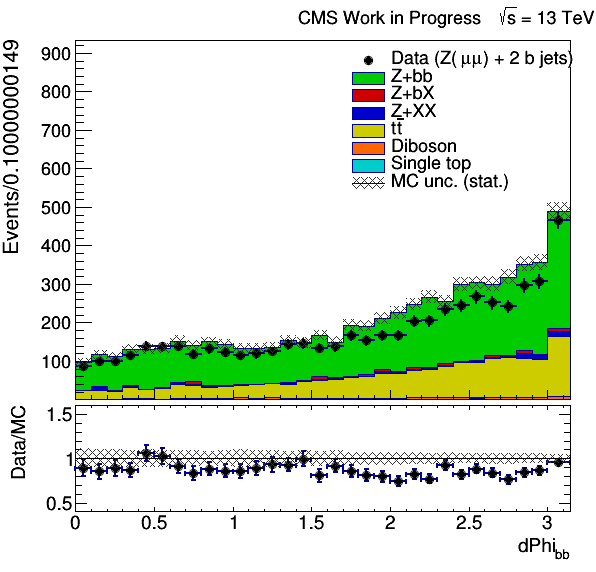 CMS Work in Progress √s = 13 TeV
Events/0.10000000149
900
800
700
600
500
400
300
200
100
Data (Z(μμ) + 2 b jets)
Z+bb
Z+bX
Z+XX
tt̄
Diboson
Single top
MC unc. (stat.)
Data/MC
1.5
1
0.5
0 0.5 1 1.5 2 2.5 3
dPhi_bb